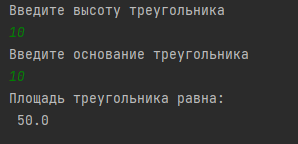 Введите высоту треугольника
10
Введите основание треугольника
10
Площадь треугольника равна:
50.0